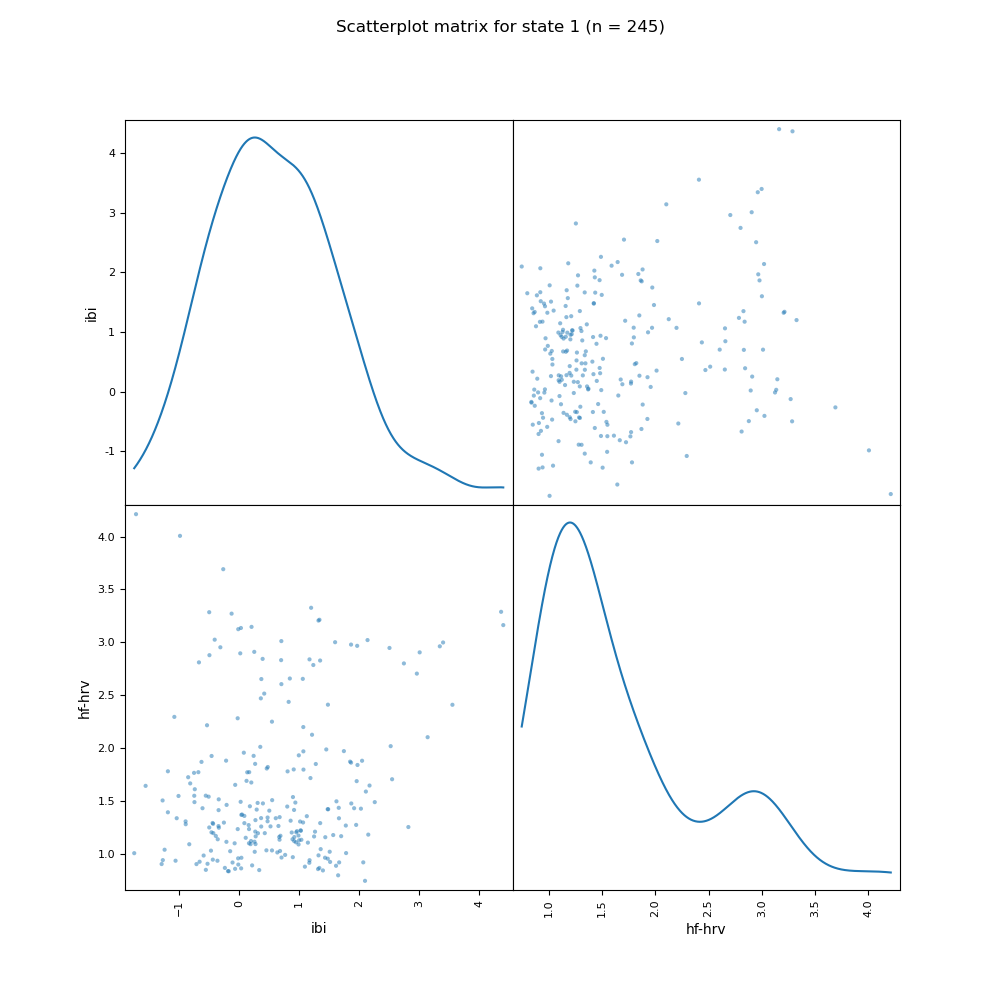 Scatterplot matrix for state 1 (n = 245)
4
3
2
1
0
-1
ibi
4.0
3.5
3.0
2.5
2.0
1.5
1.0
hf-hrv
−1 0 1 2 3 4
ibi
1.0 1.5 2.0 2.5 3.0 3.5 4.0
hf-hrv